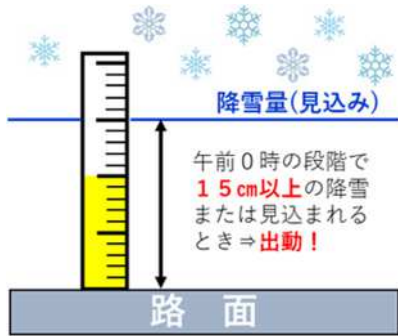 降雪量(見込み)
午前０時の段階で
１５㎝以上の降雪
または見込まれる
とき⇒出動！
路面